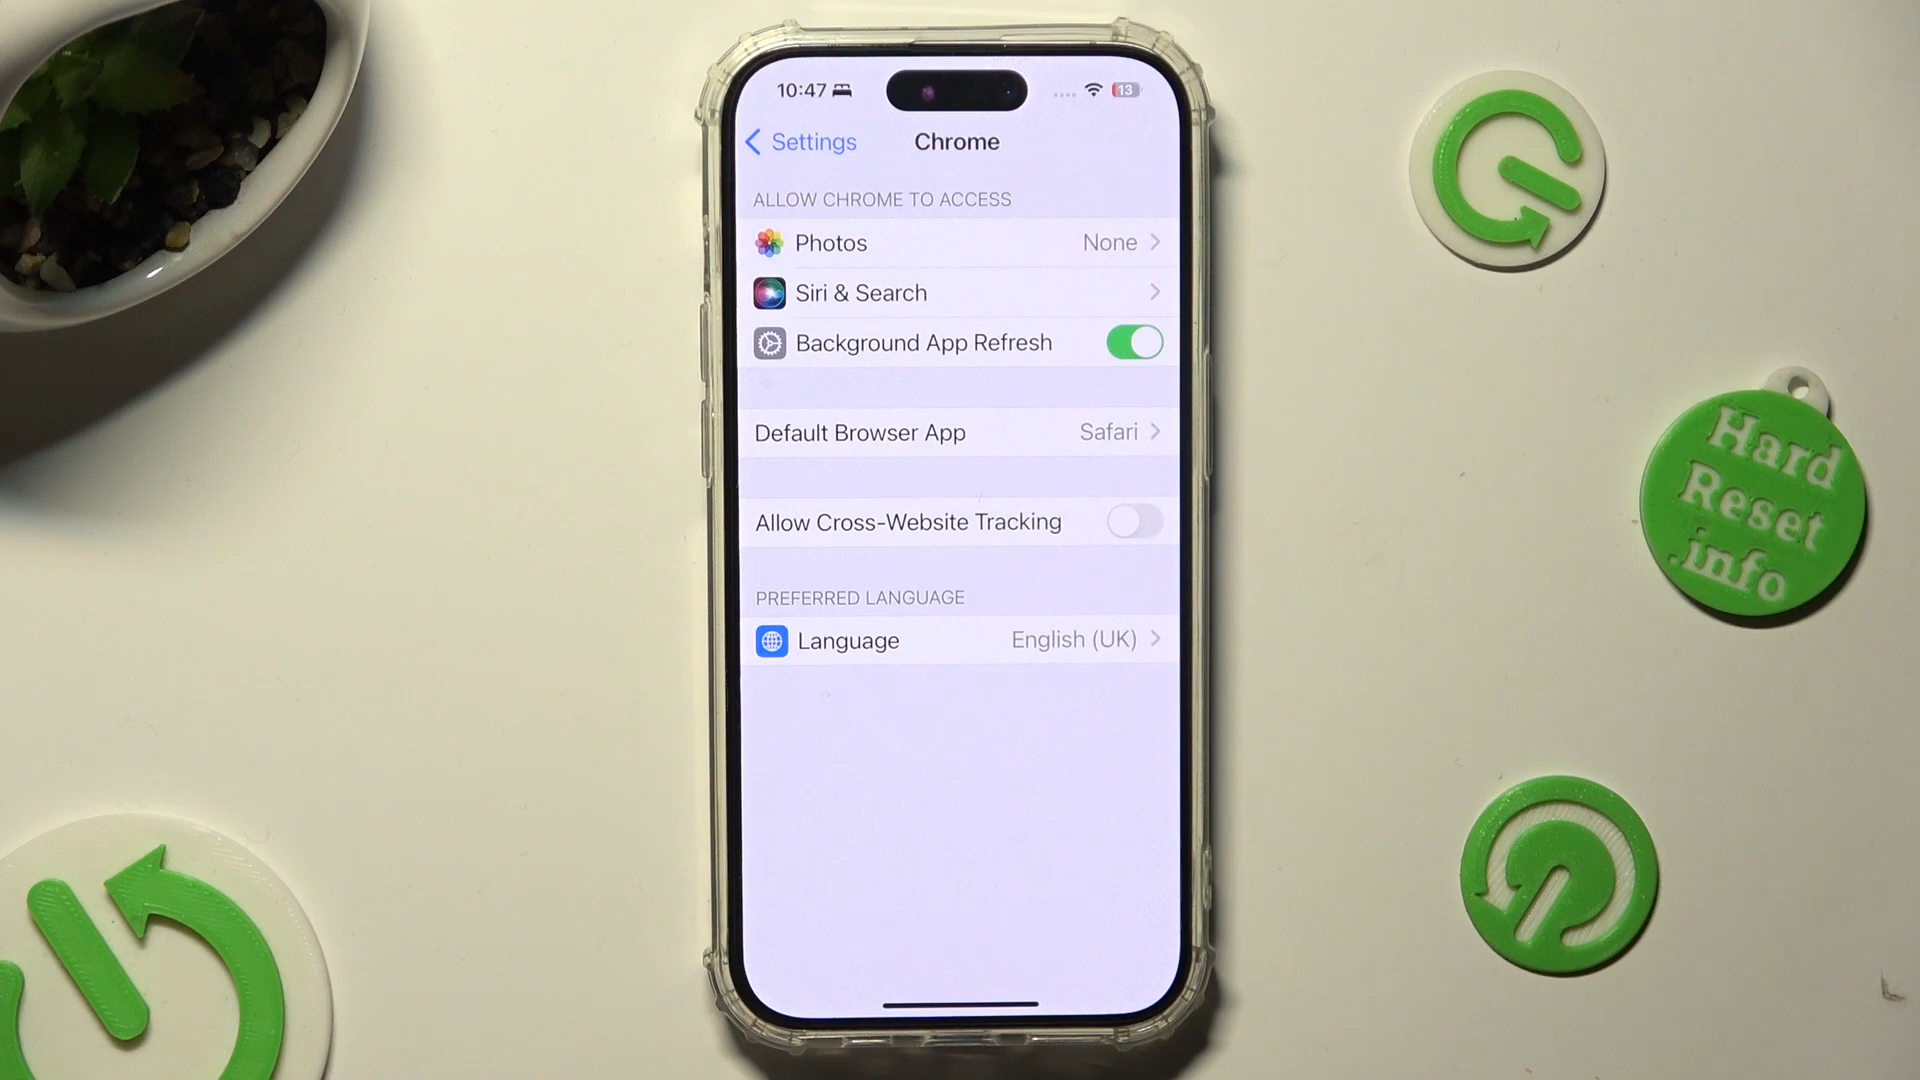 10:47
13
Settings
Chrome
ALLOW CHROME TO ACCESS
Photos None
Siri & Search
Background App Refresh
Default Browser App Safari
Allow Cross-Website Tracking
PREFERRED LANGUAGE
Language English (UK)
Hard
Reset
.info